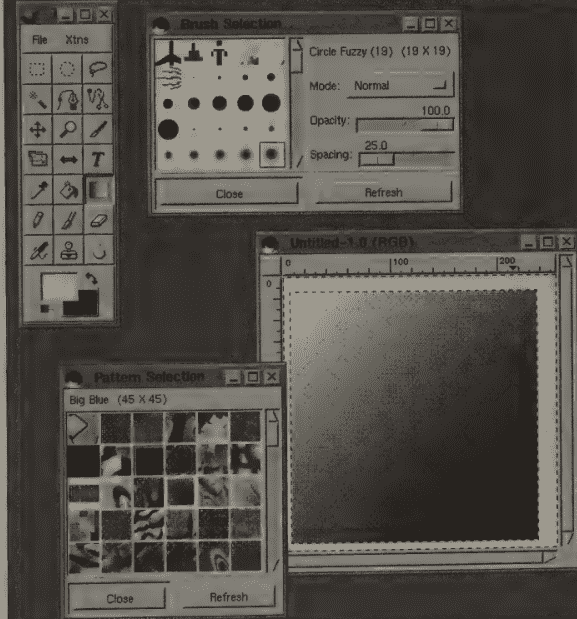 File Xtns
Brush Selection
Circle Fuzzy (19) (19 X 19)
Mode: Normal
Opacity: 100.0
Spacing: 25.0
Close Refresh
Untitled-1.0 (RGB)
0 100 200
0
Pattern Selection
Big Blue (45 X 45)
Close Refresh